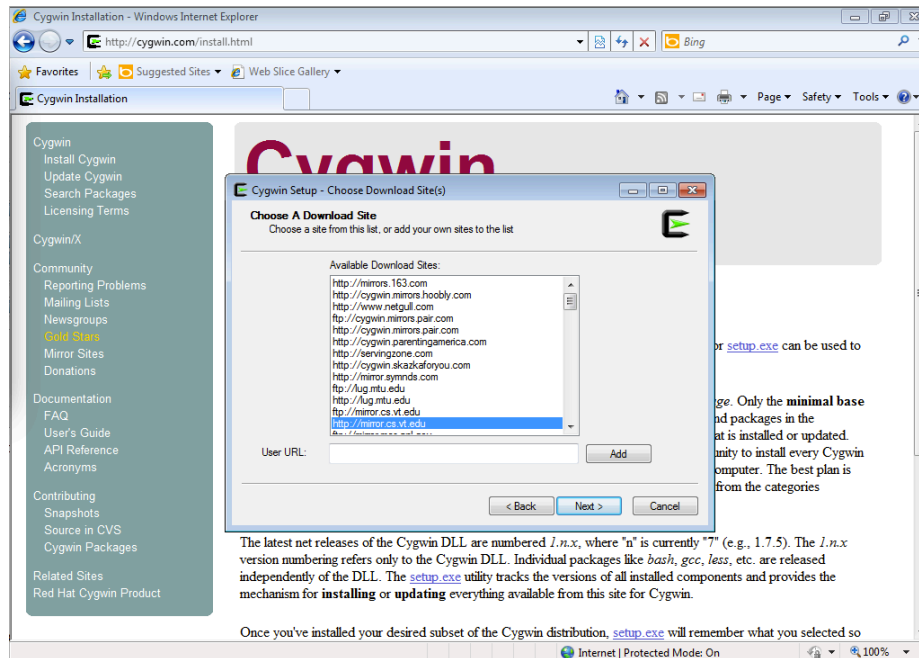 Cygwin Installation - Windows Internet Explorer
http://cygwin.com/install.html
Bing
Favorites
Suggested Sites
Web Slice Gallery
Cygwin Installation
Page
Safety
Tools
Cygwin
Install Cygwin
Update Cygwin
Search Packages
Licensing Terms
Cygwin/X
Community
Reporting Problems
Mailing Lists
Newsgroups
Gold Stars
Mirror Sites
Donations
Documentation
FAQ
User's Guide
API Reference
Acronyms
Contributing
Snapshots
Source in CVS
Cygwin Packages
Related Sites
Red Hat Cygwin Product
Cygwin
Cygwin Setup - Choose Download Site(s)
Choose A Download Site
Choose a site from this list, or add your own sites to the list
Available Download Sites:
http://mirrors.163.com
http://cygwin.mirrors.hoobly.com
http://www.netgull.com
ftp://cygwin.mirrors.pair.com
http://cygwin.mirrors.pair.com
http://cygwin.parentingamerica.com
http://servingzone.com
http://cygwin.skazkaforyou.com
http://mirror.symnds.com
ftp://lug.mtu.edu
http://lug.mtu.edu
ftp://mirror.cs.vt.edu
http://mirror.cs.vt.edu
User URL:
Add
< Back
Next >
Cancel
or setup.exe can be used to
Only the minimal base
nd packages in the
at is installed or updated.
unity to install every Cygwin
omputer. The best plan is
from the categories
The latest net releases of the Cygwin DLL are numbered 1.n.x, where "n" is currently "7" (e.g., 1.7.5). The 1.n.x
version numbering refers only to the Cygwin DLL. Individual packages like bash, gcc, less, etc. are released
independently of the DLL. The setup.exe utility tracks the versions of all installed components and provides the
mechanism for installing or updating everything available from this site for Cygwin.
Once you've installed your desired subset of the Cygwin distribution, setup.exe will remember what you selected so
Internet | Protected Mode: On
100%